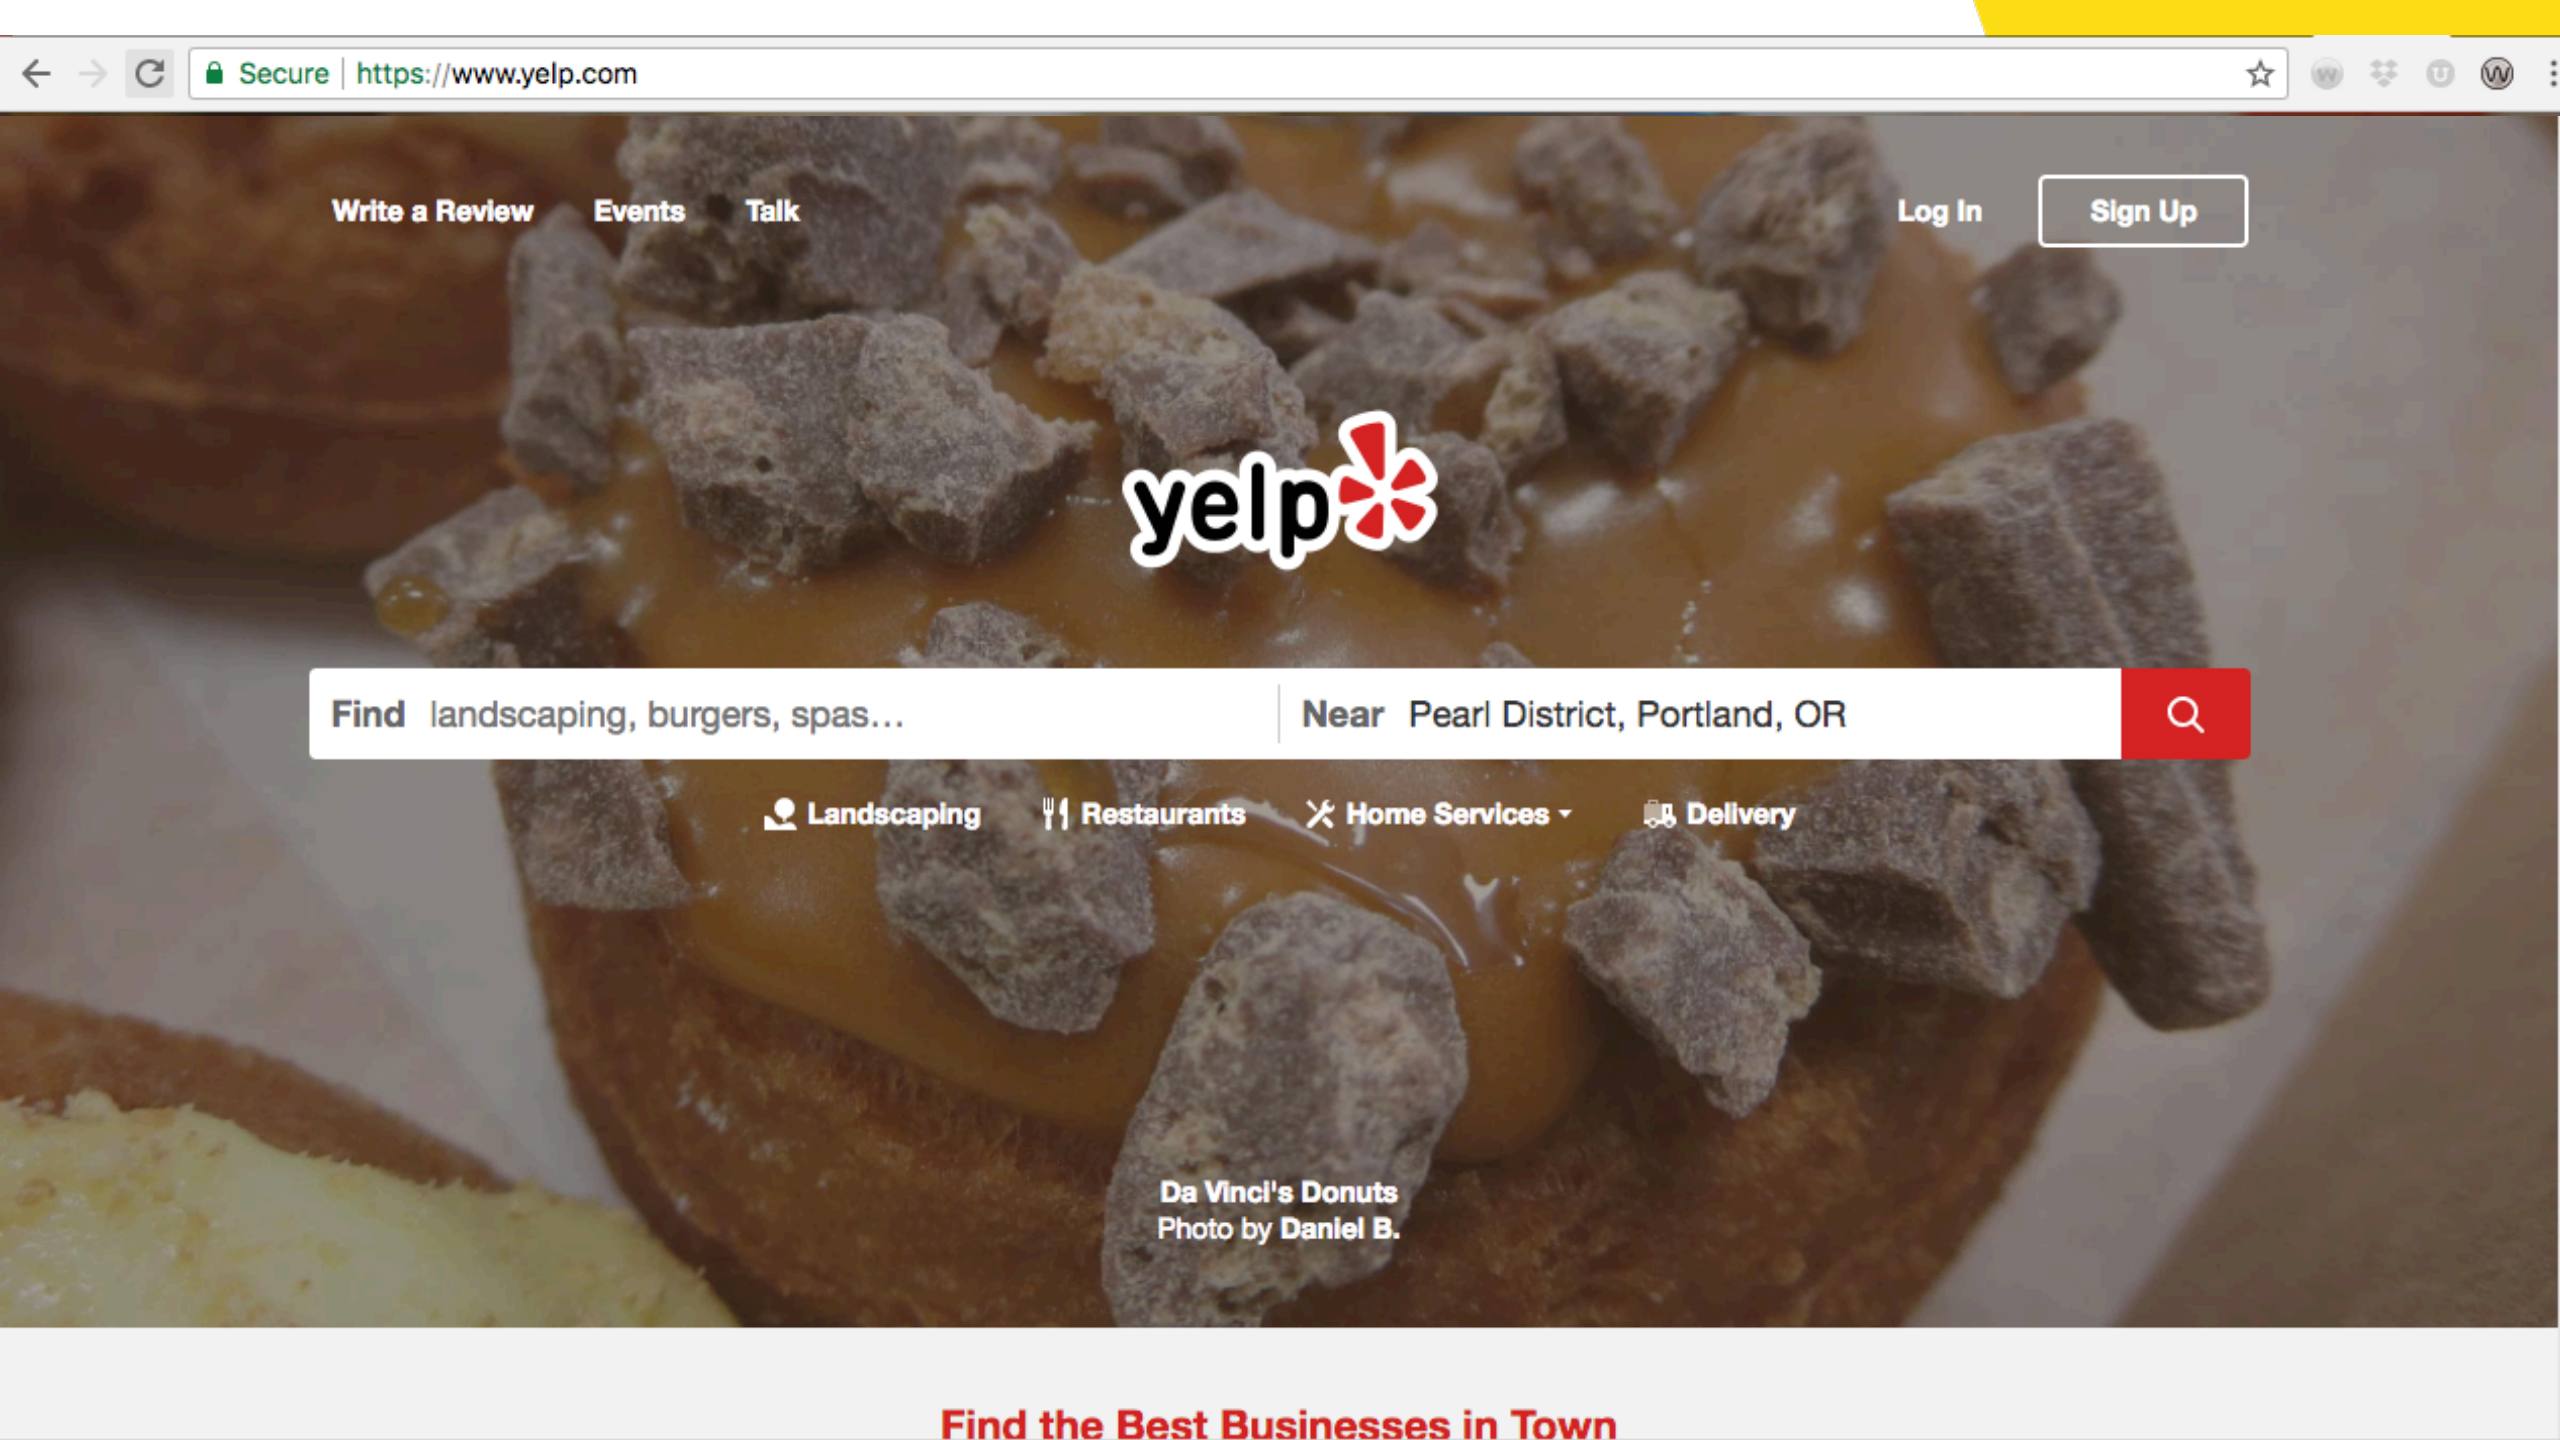 Secure https://www.yelp.com
Write a Review Events Talk Log In Sign Up
yelp
Find landscaping, burgers, spas... Near Pearl District, Portland, OR
Landscaping Restaurants Home Services Delivery
Da Vinci's Donuts
Photo by Daniel B.
Find the Best Businesses in Town